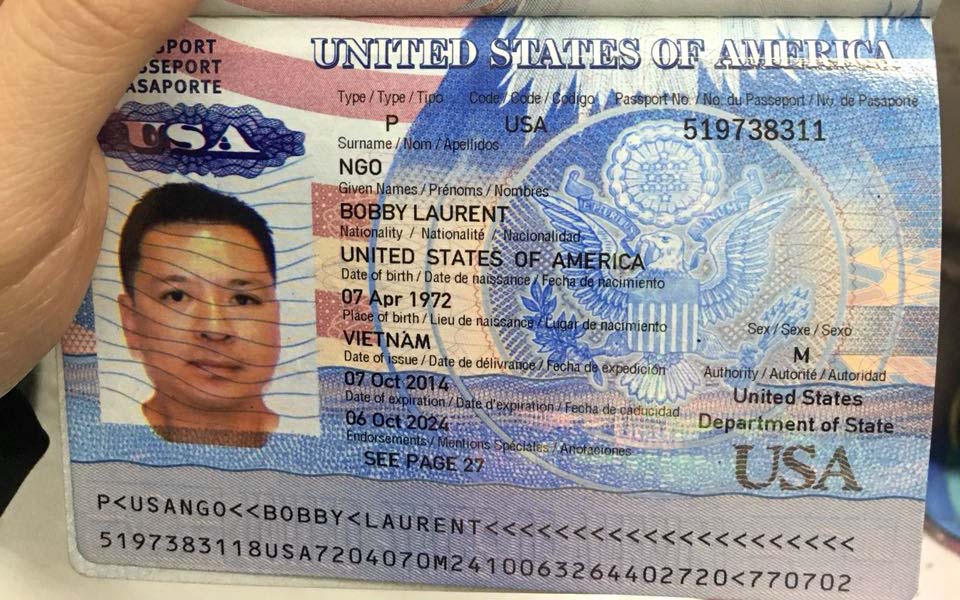 SPORT
SSEPORT
ASAPORTE
USA
UNITED STATES OF AMERICA
Type / Type / Tipo Code / Code / Codigo Passport No. / No. du Passeport / No. de Pasaporte
P USA 519738311
Surname / Nom / Apellidos
NGO
Given Names / Prénoms / Nombres
BOBBY LAURENT
Nationality / Nationalité / Nacionalidad
UNITED STATES OF AMERICA
Date of birth / Date de naissance / Fecha de nacimiento
07 Apr 1972
Place of birth / Lieu de naissance / Lugar de nacimiento
VIETNAM
Sex / Sexe / Sexo
M
Date of issue / Date de délivrance / Fecha de expedición
07 Oct 2014
Authority / Autorité / Autoridad
United States
Department of State
Date of expiration / Date d'expiration / Fecha de caducidad
06 Oct 2024
Endorsements / Mentions Spéciales / Anotaciones
SEE PAGE 27
USA
P<USANGO<<BOBBY<LAURENT<<<<<<<<<<<<<<<<<<<<<
5197383118USA7204070M24100632644027 20<770702